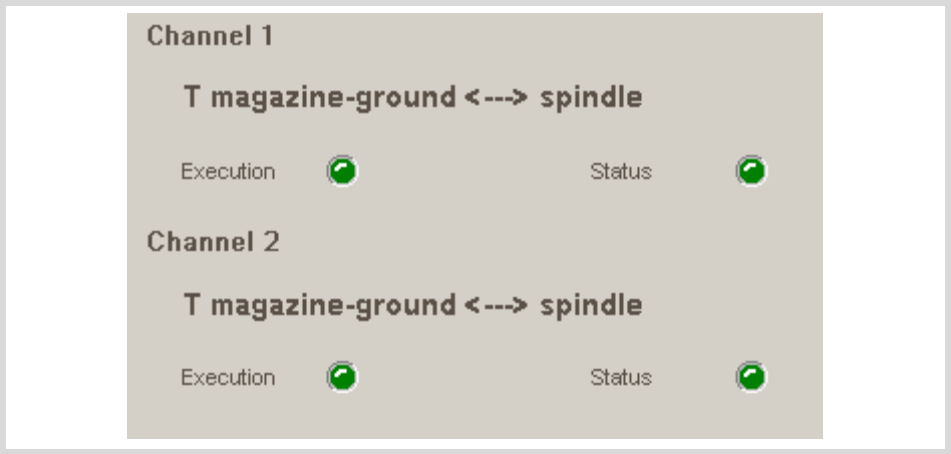 Channel 1
T magazine-ground <---> spindle
Execution Status
Channel 2
T magazine-ground <---> spindle
Execution Status